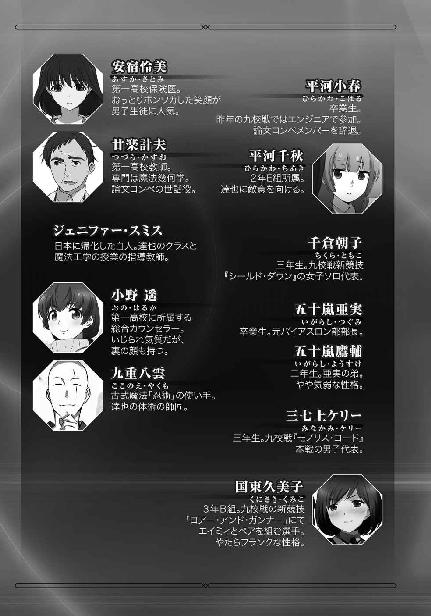 安宿怜美
あすか・さとみ
第一高校保険医。
おっとりホンワカした笑顔が
男子生徒に人気。
廿楽計夫
つづら・かずお
第一高校教師。
専門は魔法幾何学。
論文コンペの世話役。
ジェニファー・スミス
日本に帰化した白人。達也のクラスと
魔法工学の授業の指導教師。
小野 遥
おの・はるか
第一高校に所属する
総合カウンセラー。
いじられ気質だが、
裏の顔も持つ。
九重八雲
ここのえ・やくも
古式魔法「忍術」の使い手。
達也の体術の師匠。
平河小春
ひらかわ・こはる
卒業生。
昨年の九校戦ではエンジニアで参加。
論文コンペメンバーを辞退。
平河千秋
ひらかわ・ちあき
2年E組所属。
達也に敵意を向ける。
千倉朝子
ちくら・ともこ
三年生。九校戦新競技
『シールド・ダウン』の女子ソロ代表。
五十嵐亜実
いがらし・つぐみ
卒業生。元バイアスロン部部長。
五十嵐鷹輔
いがらし・ようすけ
二年生。亜実の弟。
やや気弱な性格。
三七上ケリー
みなかみ・ケリー
三年生。九校戦『モノリス・コード』
本戦の男子代表。
国東久美子
くにさき・くみこ
3年B組。九校戦の新競技
『ロアー・アンド・ガンナー』にて
エイミィとペアを組む選手。
やたらフランクな性格。